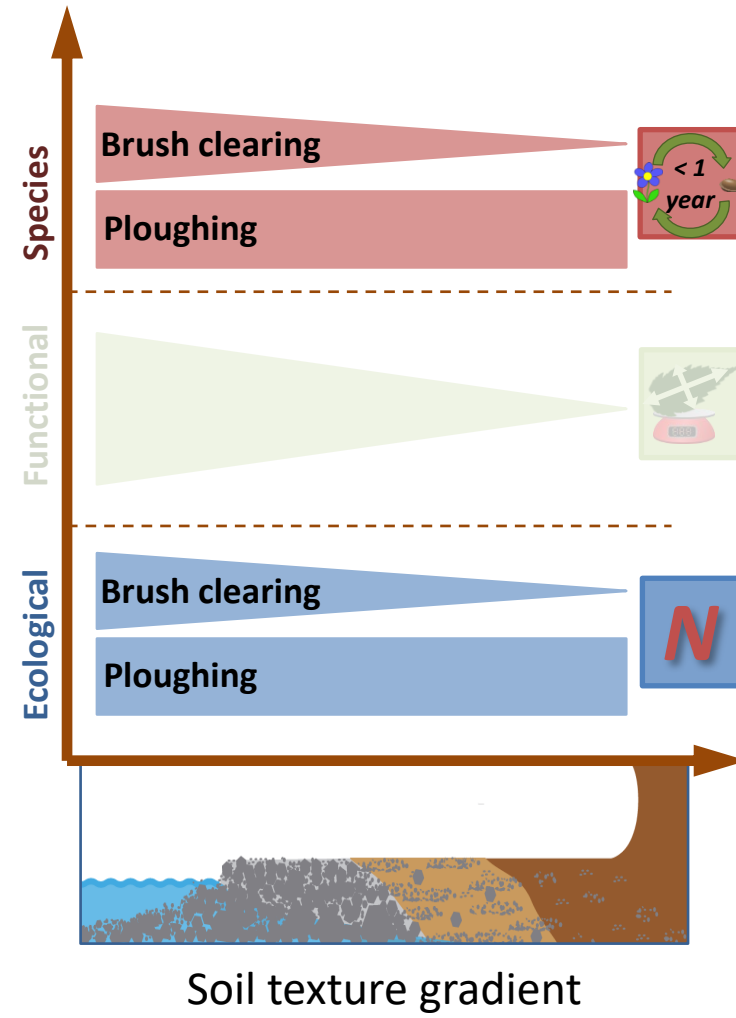 Species
Brush clearing
Ploughing
< 1
year
Functional
Ecological
Brush clearing
Ploughing
N
Soil texture gradient